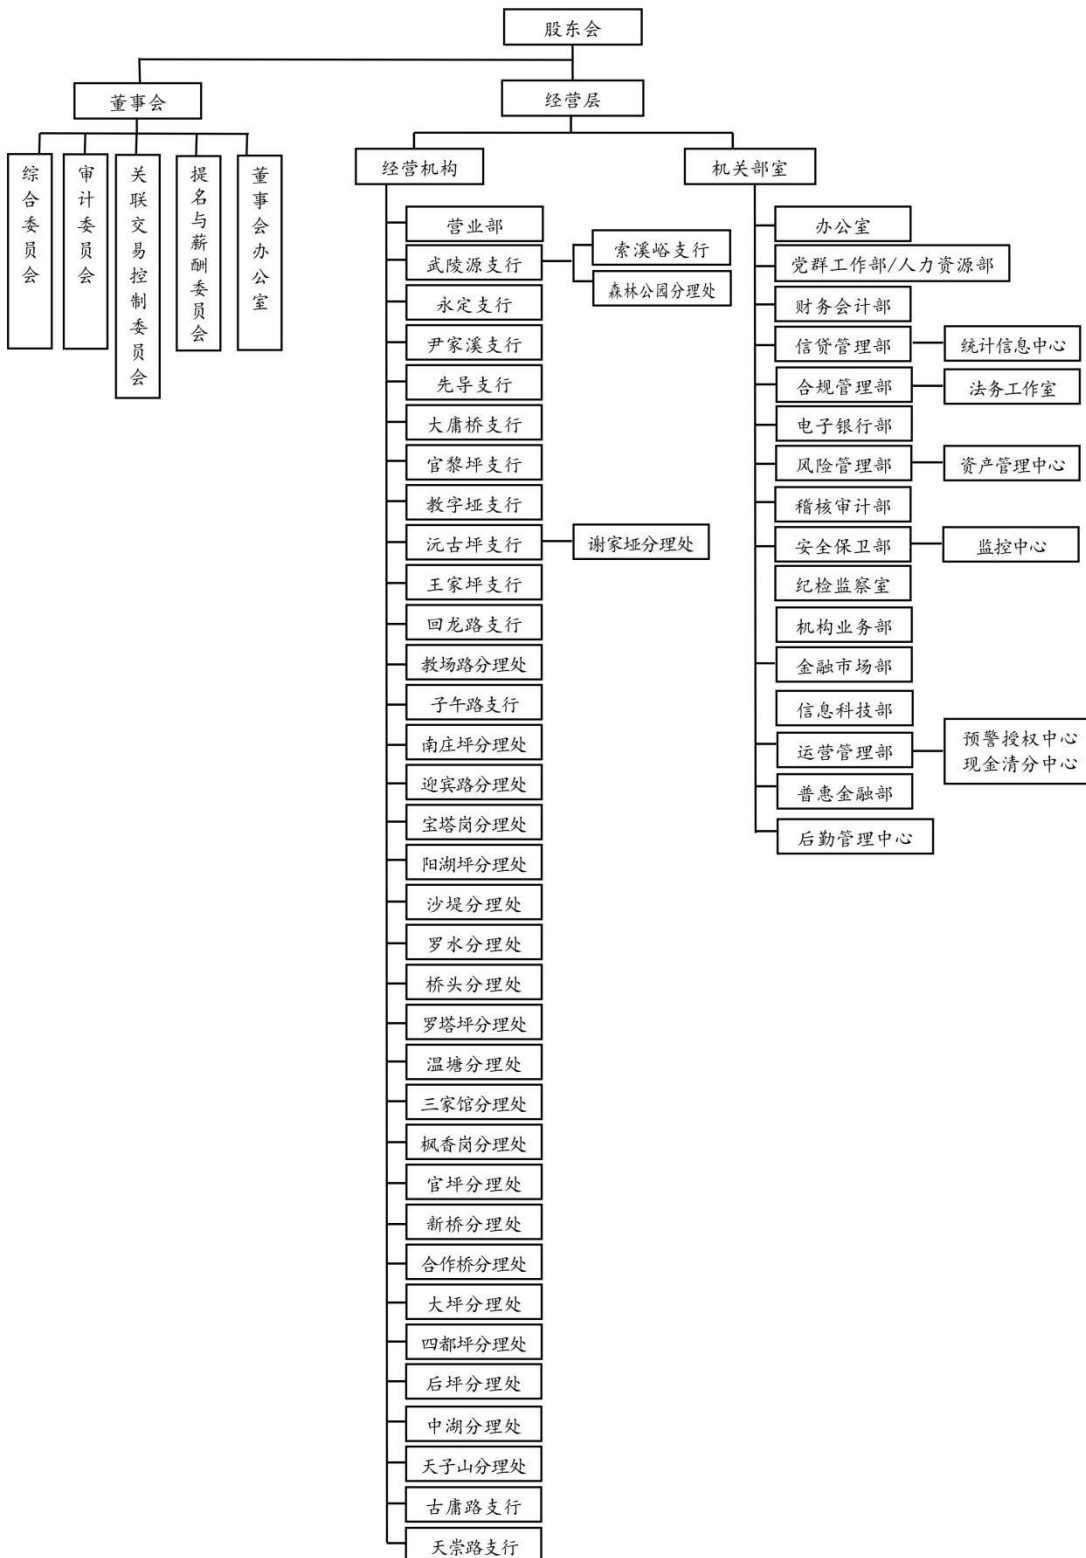 股东会
董事会
经营层
综合委员会
审计委员会
关联交易控制委员会
提名与薪酬委员会
董事会办公室
经营机构
机关部室
营业部
武陵源支行
索溪峪支行
森林公园分理处
永定支行
尹家溪支行
先导支行
大庸桥支行
官黎坪支行
教字垭支行
沅古坪支行
谢家垭分理处
王家坪支行
回龙路支行
教场路分理处
子午路支行
南庄坪分理处
迎宾路分理处
宝塔岗分理处
阳湖坪分理处
沙堤分理处
罗水分理处
桥头分理处
罗塔坪分理处
温塘分理处
三家馆分理处
枫香岗分理处
官坪分理处
新桥分理处
合作桥分理处
大坪分理处
四都坪分理处
后坪分理处
中湖分理处
天子山分理处
古庸路支行
天崇路支行
办公室
党群工作部/人力资源部
财务会计部
信贷管理部
统计信息中心
合规管理部
法务工作室
电子银行部
风险管理部
资产管理中心
稽核审计部
安全保卫部
监控中心
纪检监察室
机构业务部
金融市场部
信息科技部
运营管理部
预警授权中心
现金清分中心
普惠金融部
后勤管理中心